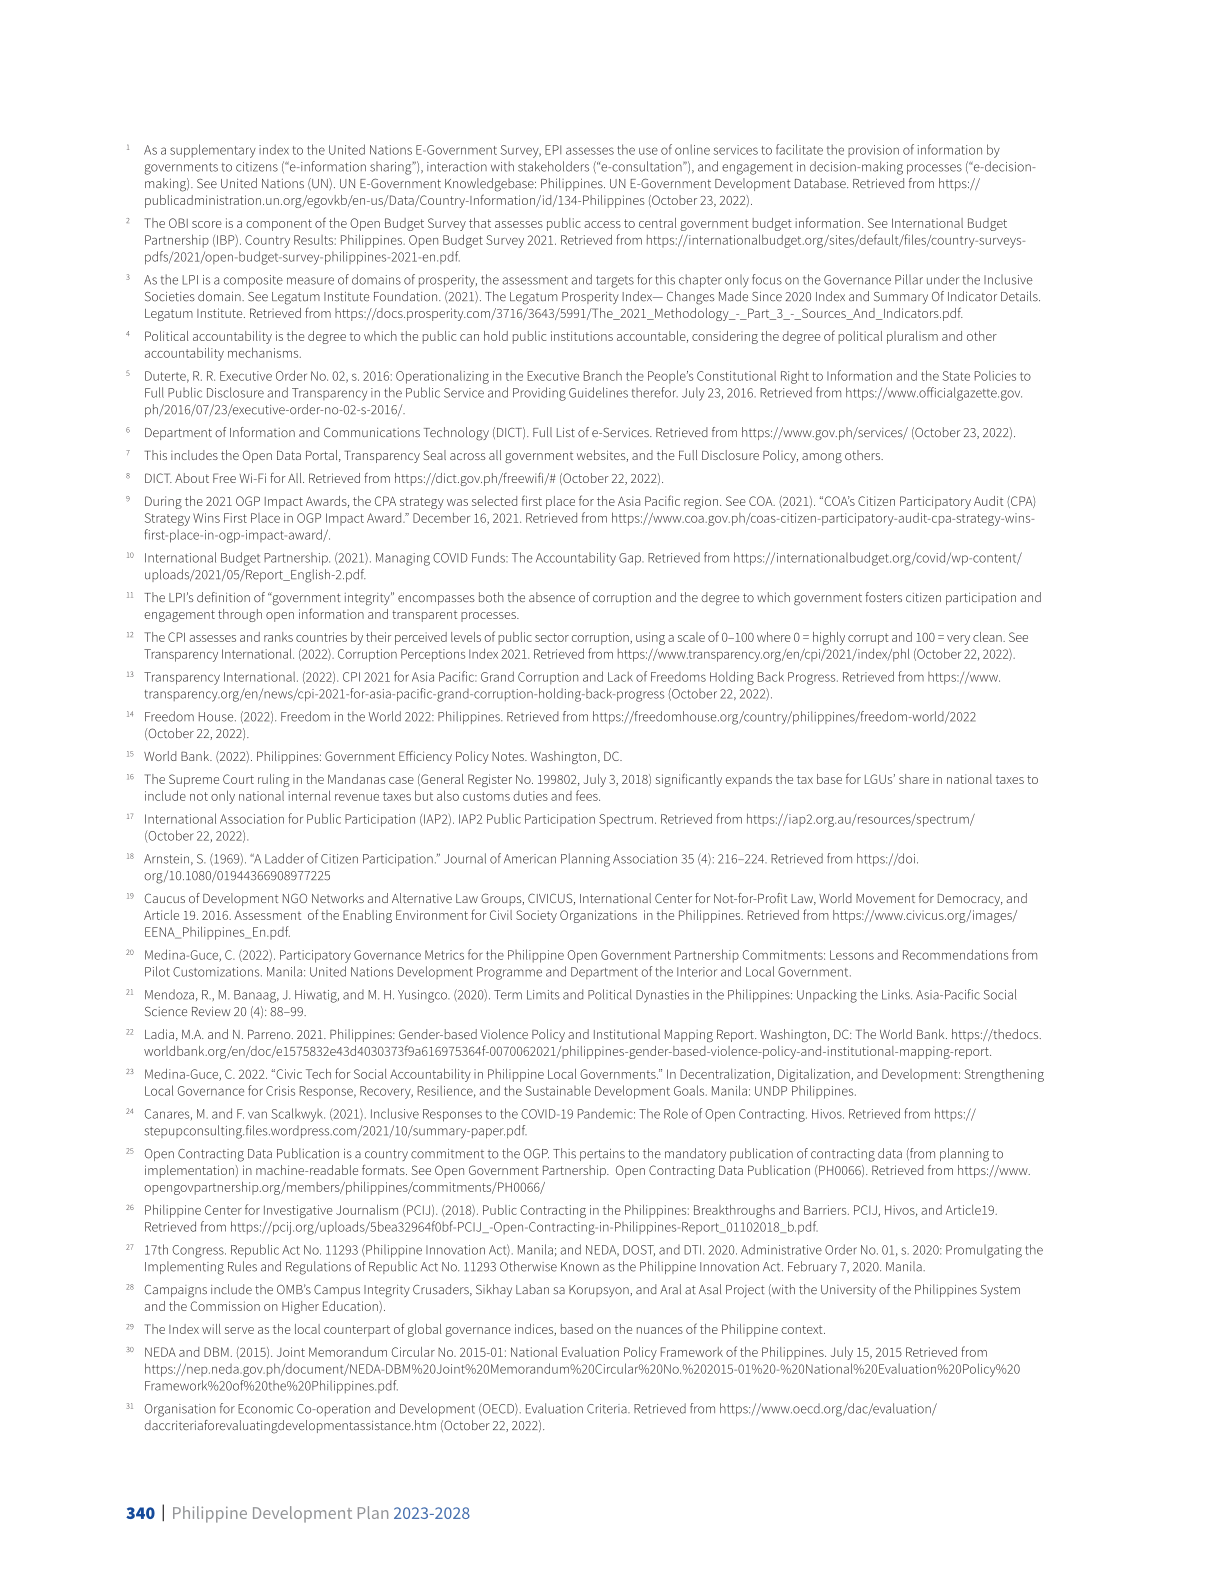 1 As a supplementary index to the United Nations E-Government Survey, EPI assesses the use of online services to facilitate the provision of information by
governments to citizens (“e-information sharing”), interaction with stakeholders (“e-consultation”), and engagement in decision-making processes (“e-decision-
making). See United Nations (UN). UN E-Government Knowledgebase: Philippines. UN E-Government Development Database. Retrieved from https://
publicadministration.un.org/egovkb/en-us/Data/Country-Information/id/134-Philippines (October 23, 2022).
2 The OBI score is a component of the Open Budget Survey that assesses public access to central government budget information. See International Budget
Partnership (IBP). Country Results: Philippines. Open Budget Survey 2021. Retrieved from https://internationalbudget.org/sites/default/files/country-surveys-
pdfs/2021/open-budget-survey-philippines-2021-en.pdf.
3 As the LPI is a composite measure of domains of prosperity, the assessment and targets for this chapter only focus on the Governance Pillar under the Inclusive
Societies domain. See Legatum Institute Foundation. (2021). The Legatum Prosperity Index— Changes Made Since 2020 Index and Summary Of Indicator Details.
Legatum Institute. Retrieved from https://docs.prosperity.com/3716/3643/5991/The_2021_Methodology_-_Part_3_-_Sources_And_Indicators.pdf.
4 Political accountability is the degree to which the public can hold public institutions accountable, considering the degree of political pluralism and other
accountability mechanisms.
5 Duterte, R. R. Executive Order No. 02, s. 2016: Operationalizing in the Executive Branch the People’s Constitutional Right to Information and the State Policies to
Full Public Disclosure and Transparency in the Public Service and Providing Guidelines therefor. July 23, 2016. Retrieved from https://www.officialgazette.gov.
ph/2016/07/23/executive-order-no-02-s-2016/.
6 Department of Information and Communications Technology (DICT). Full List of e-Services. Retrieved from https://www.gov.ph/services/ (October 23, 2022).
7 This includes the Open Data Portal, Transparency Seal across all government websites, and the Full Disclosure Policy, among others.
8 DICT. About Free Wi-Fi for All. Retrieved from https://dict.gov.ph/freewifi/# (October 22, 2022).
9 During the 2021 OGP Impact Awards, the CPA strategy was selected first place for the Asia Pacific region. See COA. (2021). “COA’s Citizen Participatory Audit (CPA)
Strategy Wins First Place in OGP Impact Award.” December 16, 2021. Retrieved from https://www.coa.gov.ph/coas-citizen-participatory-audit-cpa-strategy-wins-
first-place-in-ogp-impact-award/.
10 International Budget Partnership. (2021). Managing COVID Funds: The Accountability Gap. Retrieved from https://internationalbudget.org/covid/wp-content/
uploads/2021/05/Report_English-2.pdf.
11 The LPI’s definition of “government integrity” encompasses both the absence of corruption and the degree to which government fosters citizen participation and
engagement through open information and transparent processes.
12 The CPI assesses and ranks countries by their perceived levels of public sector corruption, using a scale of 0–100 where 0 = highly corrupt and 100 = very clean. See
Transparency International. (2022). Corruption Perceptions Index 2021. Retrieved from https://www.transparency.org/en/cpi/2021/index/phl (October 22, 2022).
13 Transparency International. (2022). CPI 2021 for Asia Pacific: Grand Corruption and Lack of Freedoms Holding Back Progress. Retrieved from https://www.
transparency.org/en/news/cpi-2021-for-asia-pacific-grand-corruption-holding-back-progress (October 22, 2022).
14 Freedom House. (2022). Freedom in the World 2022: Philippines. Retrieved from https://freedomhouse.org/country/philippines/freedom-world/2022
(October 22, 2022).
15 World Bank. (2022). Philippines: Government Efficiency Policy Notes. Washington, DC.
16 The Supreme Court ruling in the Mandanas case (General Register No. 199802, July 3, 2018) significantly expands the tax base for LGUs’ share in national taxes to
include not only national internal revenue taxes but also customs duties and fees.
17 International Association for Public Participation (IAP2). IAP2 Public Participation Spectrum. Retrieved from https://iap2.org.au/resources/spectrum/
(October 22, 2022).
18 Arnstein, S. (1969). “A Ladder of Citizen Participation.” Journal of American Planning Association 35 (4): 216–224. Retrieved from https://doi.
org/10.1080/01944366908977225
19 Caucus of Development NGO Networks and Alternative Law Groups, CIVICUS, International Center for Not-for-Profit Law, World Movement for Democracy, and
Article 19. 2016. Assessment of the Enabling Environment for Civil Society Organizations in the Philippines. Retrieved from https://www.civicus.org/images/
EENA_Philippines_En.pdf.
20 Medina-Guce, C. (2022). Participatory Governance Metrics for the Philippine Open Government Partnership Commitments: Lessons and Recommendations from
Pilot Customizations. Manila: United Nations Development Programme and Department of the Interior and Local Government.
21 Mendoza, R., M. Banaag, J. Hiwatig, and M. H. Yusingco. (2020). Term Limits and Political Dynasties in the Philippines: Unpacking the Links. Asia-Pacific Social
Science Review 20 (4): 88–99.
22 Ladia, M.A. and N. Parreno. 2021. Philippines: Gender-based Violence Policy and Institutional Mapping Report. Washington, DC: The World Bank. https://thedocs.
worldbank.org/en/doc/e1575832e43d4030373f9a616975364f-0070062021/philippines-gender-based-violence-policy-and-institutional-mapping-report.
23 Medina-Guce, C. 2022. “Civic Tech for Social Accountability in Philippine Local Governments.” In Decentralization, Digitalization, and Development: Strengthening
Local Governance for Crisis Response, Recovery, Resilience, and the Sustainable Development Goals. Manila: UNDP Philippines.
24 Canares, M. and F. van Scalkwyk. (2021). Inclusive Responses to the COVID-19 Pandemic: The Role of Open Contracting. Hivos. Retrieved from https://
stepupconsulting.files.wordpress.com/2021/10/summary-paper.pdf.
25 Open Contracting Data Publication is a country commitment to the OGP. This pertains to the mandatory publication of contracting data (from planning to
implementation) in machine-readable formats. See Open Government Partnership. Open Contracting Data Publication (PH0066). Retrieved from https://www.
opengovpartnership.org/members/philippines/commitments/PH0066/
26 Philippine Center for Investigative Journalism (PCIJ). (2018). Public Contracting in the Philippines: Breakthroughs and Barriers. PCIJ, Hivos, and Article19.
Retrieved from https://pcij.org/uploads/5bea32964f0bf-PCIJ_-Open-Contracting-in-Philippines-Report_01102018_b.pdf.
27 17th Congress. Republic Act No. 11293 (Philippine Innovation Act). Manila; and NEDA, DOST, and DTI. 2020. Administrative Order No. 01, s. 2020: Promulgating the
Implementing Rules and Regulations of Republic Act No. 11293 Otherwise Known as the Philippine Innovation Act. February 7, 2020. Manila.
28 Campaigns include the OMB’s Campus Integrity Crusaders, Sikhay Laban sa Korupsyon, and Aral at Asal Project (with the University of the Philippines System
and the Commission on Higher Education).
29 The Index will serve as the local counterpart of global governance indices, based on the nuances of the Philippine context.
30 NEDA and DBM. (2015). Joint Memorandum Circular No. 2015-01: National Evaluation Policy Framework of the Philippines. July 15, 2015 Retrieved from
https://nep.neda.gov.ph/document/NEDA-DBM%20Joint%20Memorandum%20Circular%20No.%202015-01%20-%20National%20Evaluation%20Policy%20
Framework%20of%20the%20Philippines.pdf.
31 Organisation for Economic Co-operation and Development (OECD). Evaluation Criteria. Retrieved from https://www.oecd.org/dac/evaluation/
daccriteriaforevaluatingdevelopmentassistance.htm (October 22, 2022).
340 | Philippine Development Plan 2023-2028